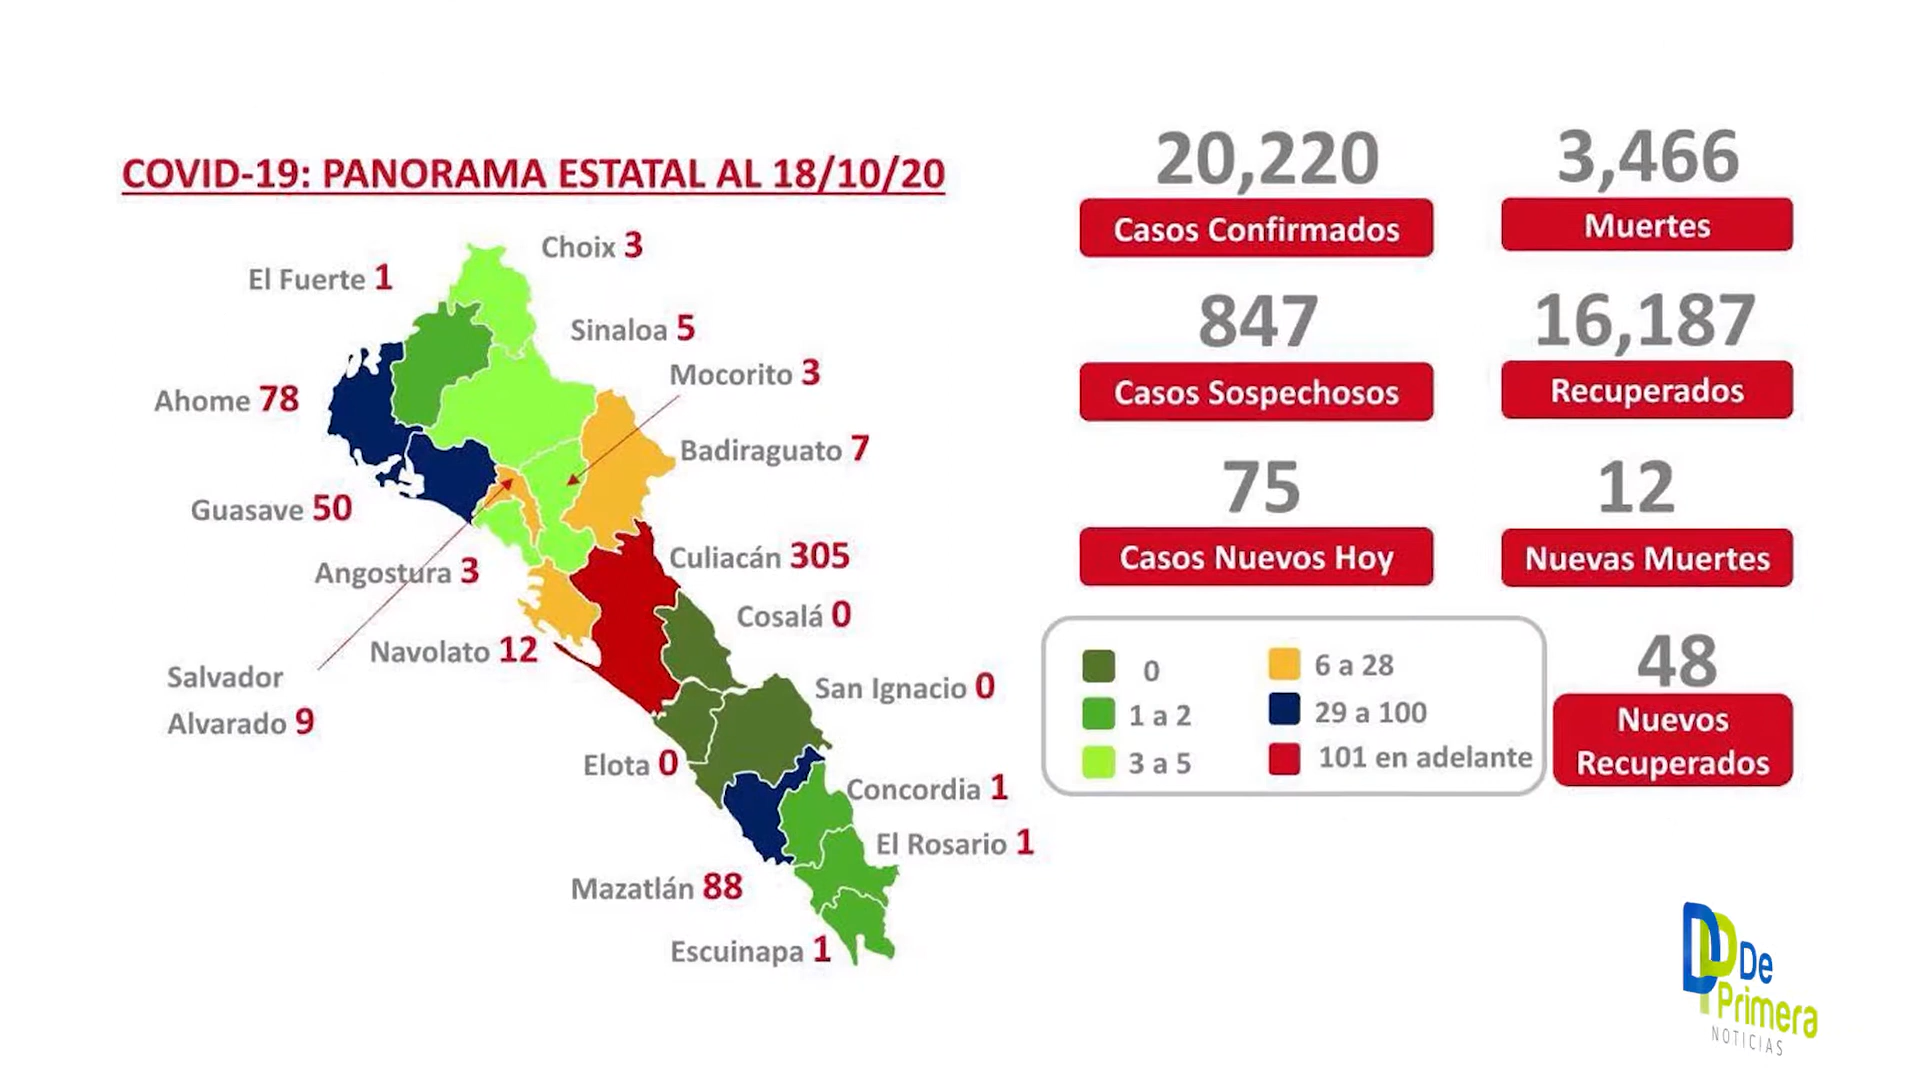 COVID-19: PANORAMA ESTATAL AL 18/10/20
Choix 3
El Fuerte 1
Sinaloa 5
Mocorito 3
Ahome 78
Badiraguato 7
Guasave 50
Culiacán 305
Angostura 3
Cosalá 0
Navolato 12
Salvador
Alvarado 9
San Ignacio 0
Elota 0
Concordia 1
El Rosario 1
Mazatlán 88
Escuinapa 1
20,220
Casos Confirmados
3,466
Muertes
847
Casos Sospechosos
16,187
Recuperados
75
Casos Nuevos Hoy
12
Nuevas Muertes
0
1 a 2
3 a 5
6 a 28
29 a 100
101 en adelante
48
Nuevos
Recuperados
DP De
Primera
NOTICIAS